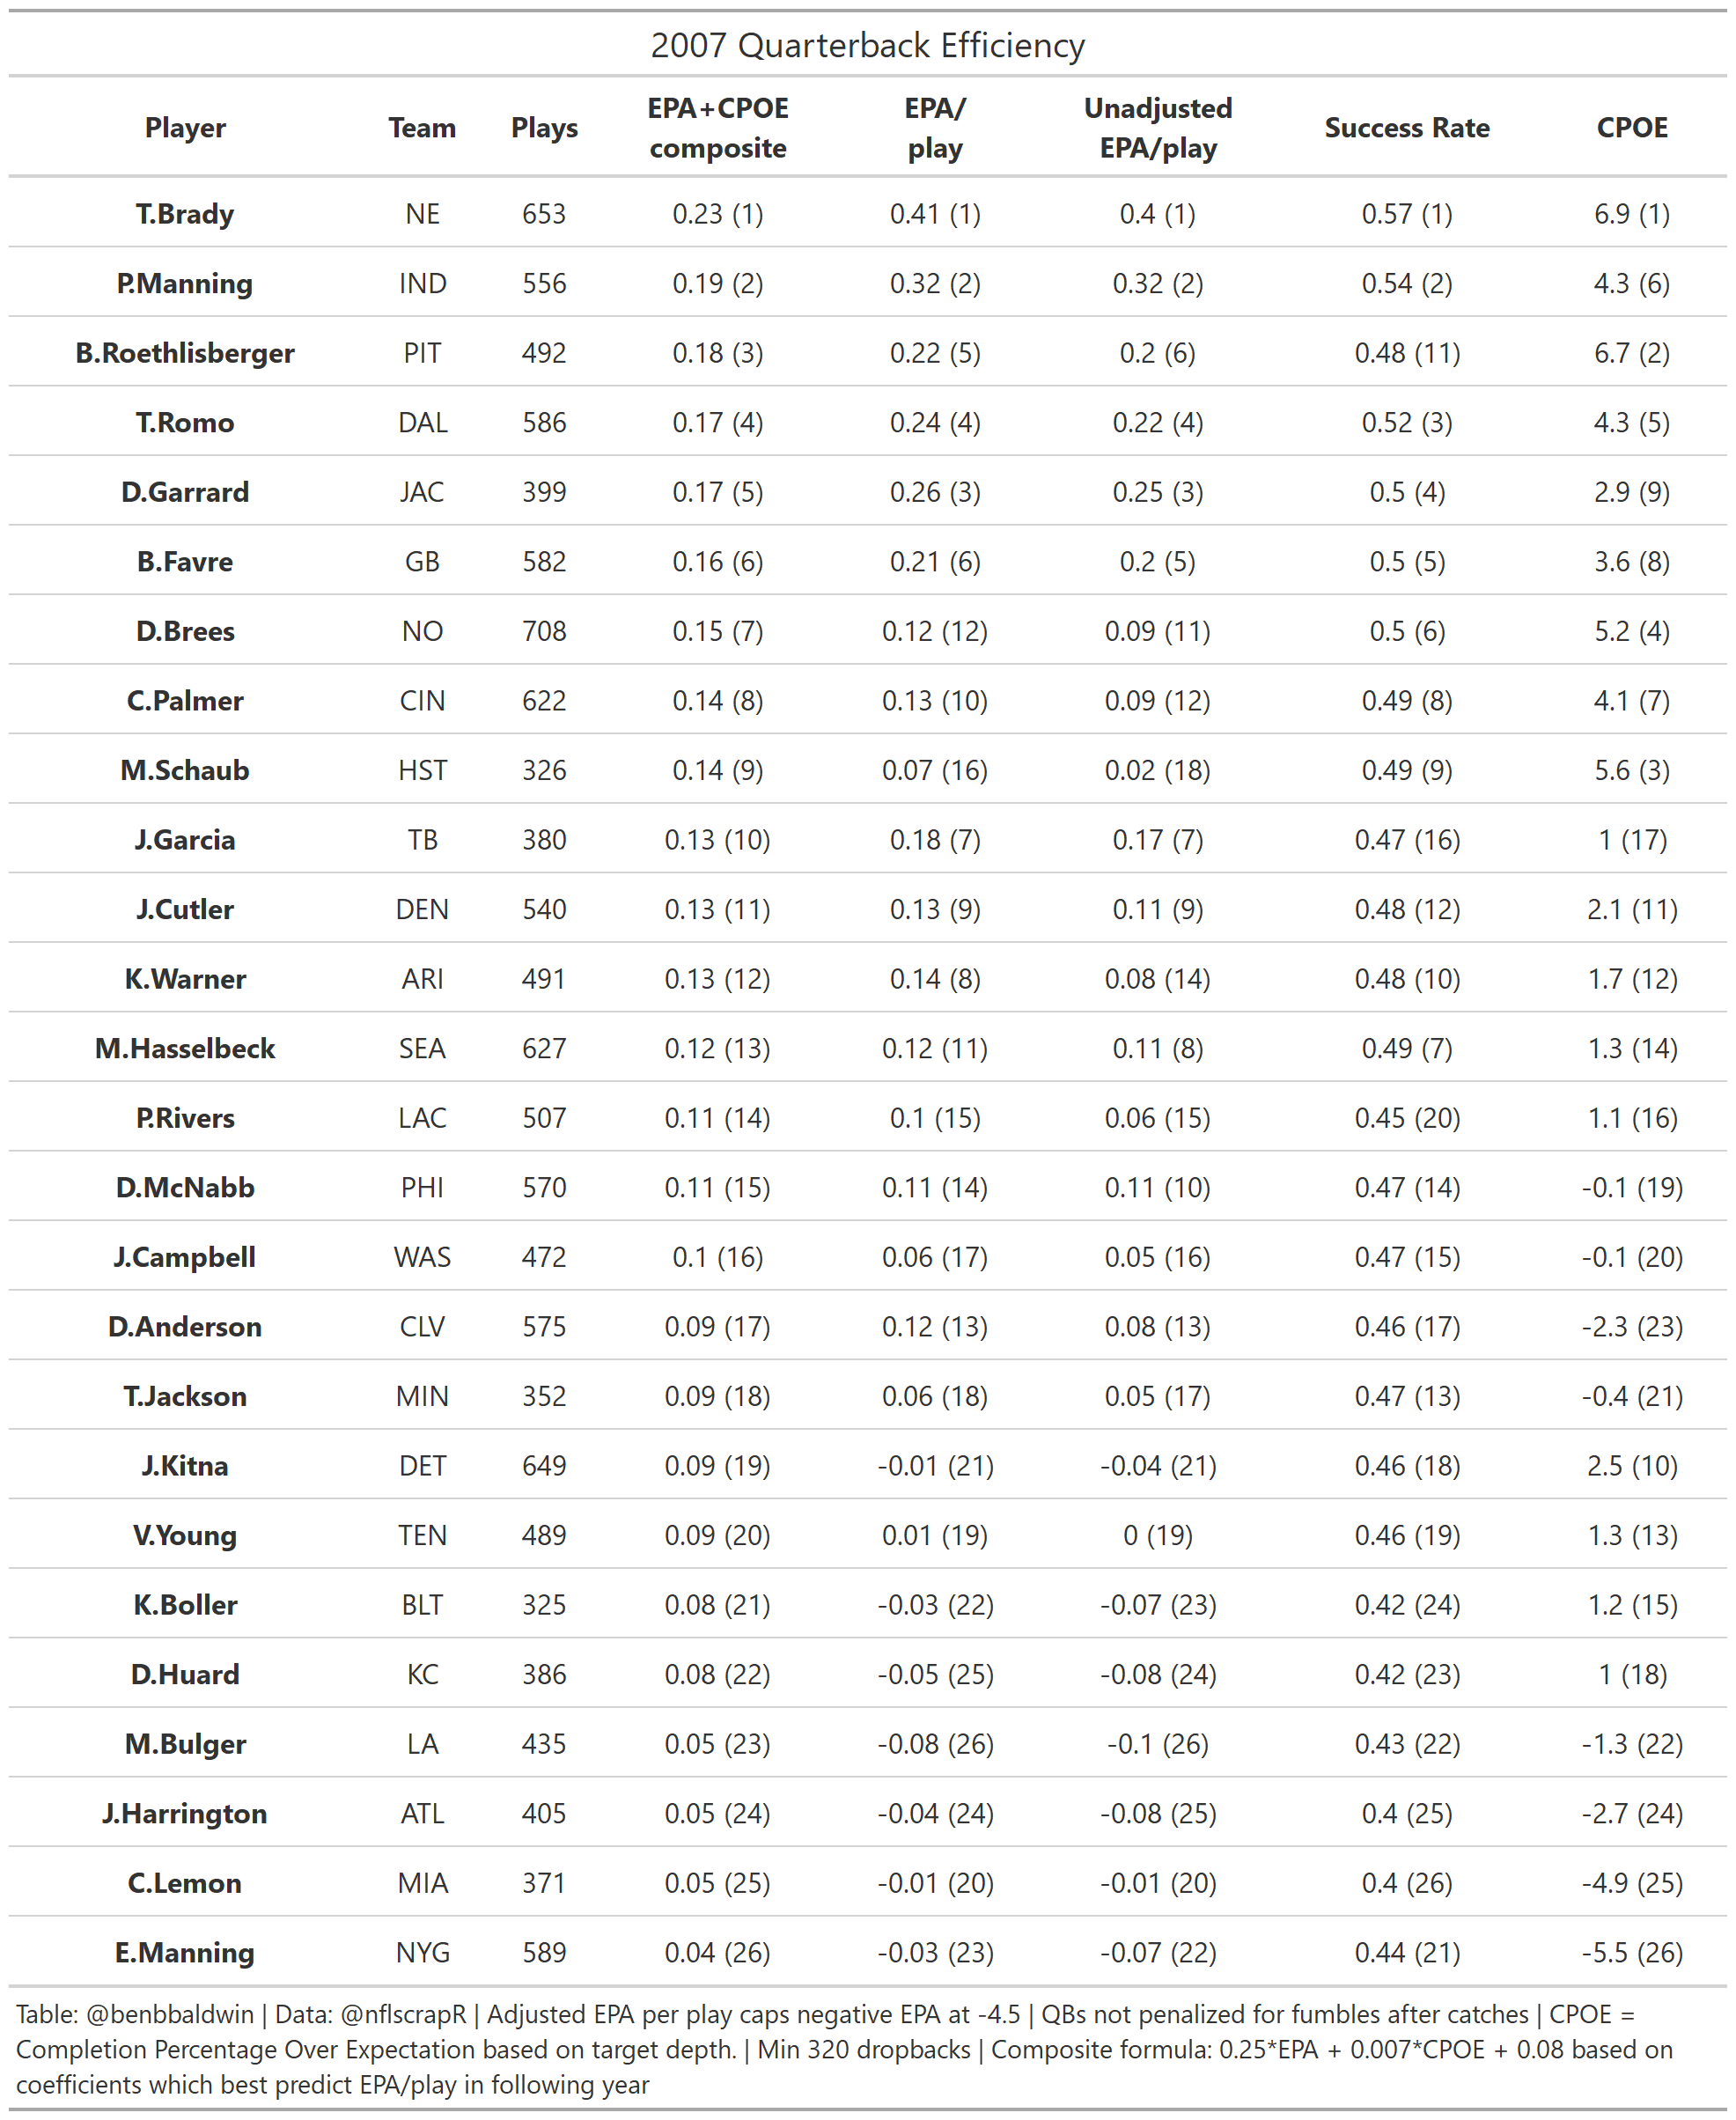 2007 Quarterback Efficiency
Player Team Plays EPA+CPOE composite EPA/ play Unadjusted EPA/play Success Rate CPOE
T.Brady NE 653 0.23 (1) 0.41 (1) 0.4 (1) 0.57 (1) 6.9 (1)
P.Manning IND 556 0.19 (2) 0.32 (2) 0.32 (2) 0.54 (2) 4.3 (6)
B.Roethlisberger PIT 492 0.18 (3) 0.22 (5) 0.2 (6) 0.48 (11) 6.7 (2)
T.Romo DAL 586 0.17 (4) 0.24 (4) 0.22 (4) 0.52 (3) 4.3 (5)
D.Garrard JAC 399 0.17 (5) 0.26 (3) 0.25 (3) 0.5 (4) 2.9 (9)
B.Favre GB 582 0.16 (6) 0.21 (6) 0.2 (5) 0.5 (5) 3.6 (8)
D.Brees NO 708 0.15 (7) 0.12 (12) 0.09 (11) 0.5 (6) 5.2 (4)
C.Palmer CIN 622 0.14 (8) 0.13 (10) 0.09 (12) 0.49 (8) 4.1 (7)
M.Schaub HST 326 0.14 (9) 0.07 (16) 0.02 (18) 0.49 (9) 5.6 (3)
J.Garcia TB 380 0.13 (10) 0.18 (7) 0.17 (7) 0.47 (16) 1 (17)
J.Cutler DEN 540 0.13 (11) 0.13 (9) 0.11 (9) 0.48 (12) 2.1 (11)
K.Warner ARI 491 0.13 (12) 0.14 (8) 0.08 (14) 0.48 (10) 1.7 (12)
M.Hasselbeck SEA 627 0.12 (13) 0.12 (11) 0.11 (8) 0.49 (7) 1.3 (14)
P.Rivers LAC 507 0.11 (14) 0.1 (15) 0.06 (15) 0.45 (20) 1.1 (16)
D.McNabb PHI 570 0.11 (15) 0.11 (14) 0.11 (10) 0.47 (14) -0.1 (19)
J.Campbell WAS 472 0.1 (16) 0.06 (17) 0.05 (16) 0.47 (15) -0.1 (20)
D.Anderson CLV 575 0.09 (17) 0.12 (13) 0.08 (13) 0.46 (17) -2.3 (23)
T.Jackson MIN 352 0.09 (18) 0.06 (18) 0.05 (17) 0.47 (13) -0.4 (21)
J.Kitna DET 649 0.09 (19) -0.01 (21) -0.04 (21) 0.46 (18) 2.5 (10)
V.Young TEN 489 0.09 (20) 0.01 (19) 0 (19) 0.46 (19) 1.3 (13)
K.Boller BLT 325 0.08 (21) -0.03 (22) -0.07 (23) 0.42 (24) 1.2 (15)
D.Huard KC 386 0.08 (22) -0.05 (25) -0.08 (24) 0.42 (23) 1 (18)
M.Bulger LA 435 0.05 (23) -0.08 (26) -0.1 (26) 0.43 (22) -1.3 (22)
J.Harrington ATL 405 0.05 (24) -0.04 (24) -0.08 (25) 0.4 (25) -2.7 (24)
C.Lemon MIA 371 0.05 (25) -0.01 (20) -0.01 (20) 0.4 (26) -4.9 (25)
E.Manning NYG 589 0.04 (26) -0.03 (23) -0.07 (22) 0.44 (21) -5.5 (26)
Table: @benbbaldwin | Data: @nflscrapR | Adjusted EPA per play caps negative EPA at -4.5 | QBs not penalized for fumbles after catches | CPOE =
Completion Percentage Over Expectation based on target depth. | Min 320 dropbacks | Composite formula: 0.25*EPA + 0.007*CPOE + 0.08 based on
coefficients which best predict EPA/play in following year